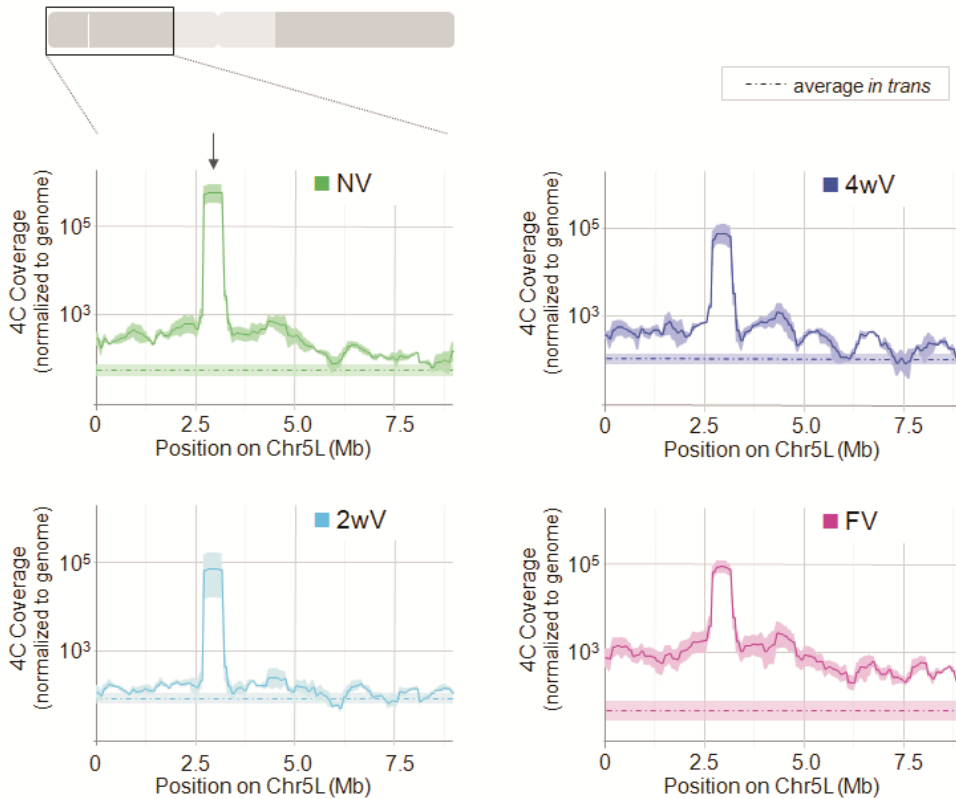 average in trans
NV
4C Coverage
(normalized to genome)
10^5
10^3
0
2.5
5.0
7.5
Position on Chr5L (Mb)
4wV
4C Coverage
(normalized to genome)
10^5
10^3
0
2.5
5.0
7.5
Position on Chr5L (Mb)
2wV
4C Coverage
(normalized to genome)
10^5
10^3
0
2.5
5.0
7.5
Position on Chr5L (Mb)
FV
4C Coverage
(normalized to genome)
10^5
10^3
0
2.5
5.0
7.5
Position on Chr5L (Mb)